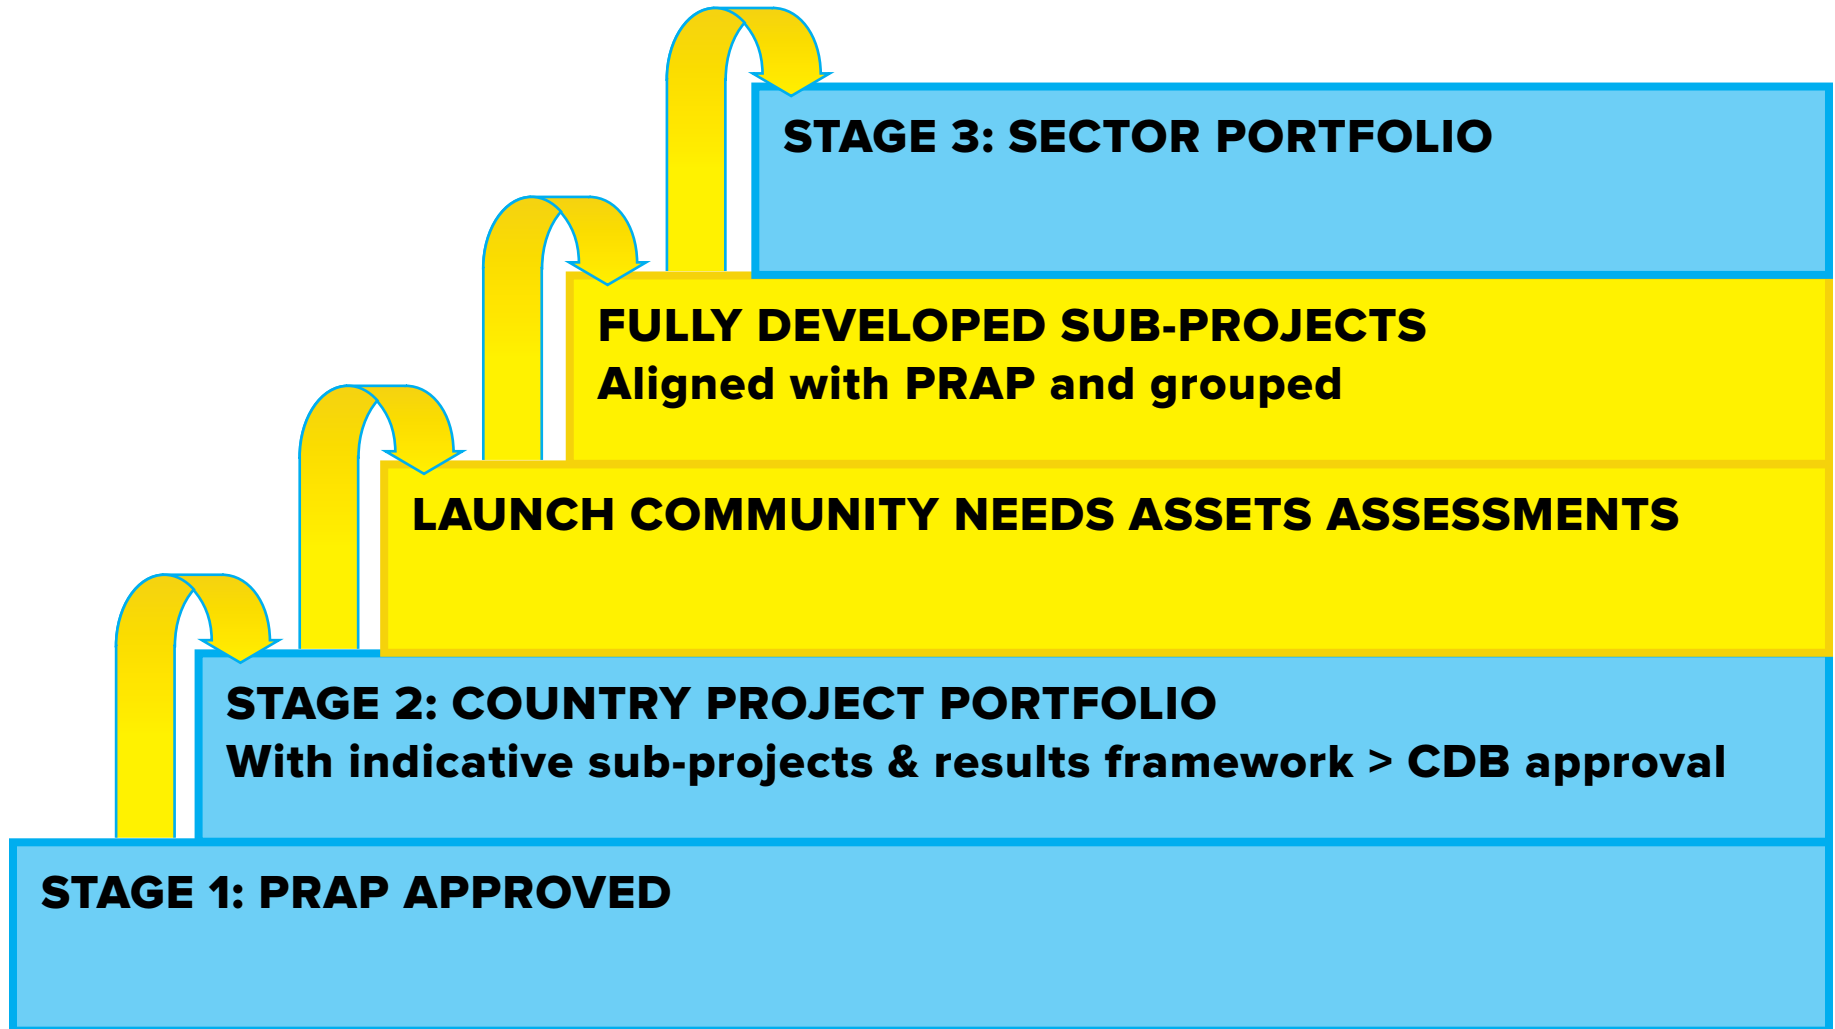 STAGE 3: SECTOR PORTFOLIO
FULLY DEVELOPED SUB-PROJECTS
Aligned with PRAP and grouped
LAUNCH COMMUNITY NEEDS ASSETS ASSESSMENTS
STAGE 2: COUNTRY PROJECT PORTFOLIO
With indicative sub-projects & results framework > CDB approval
STAGE 1: PRAP APPROVED